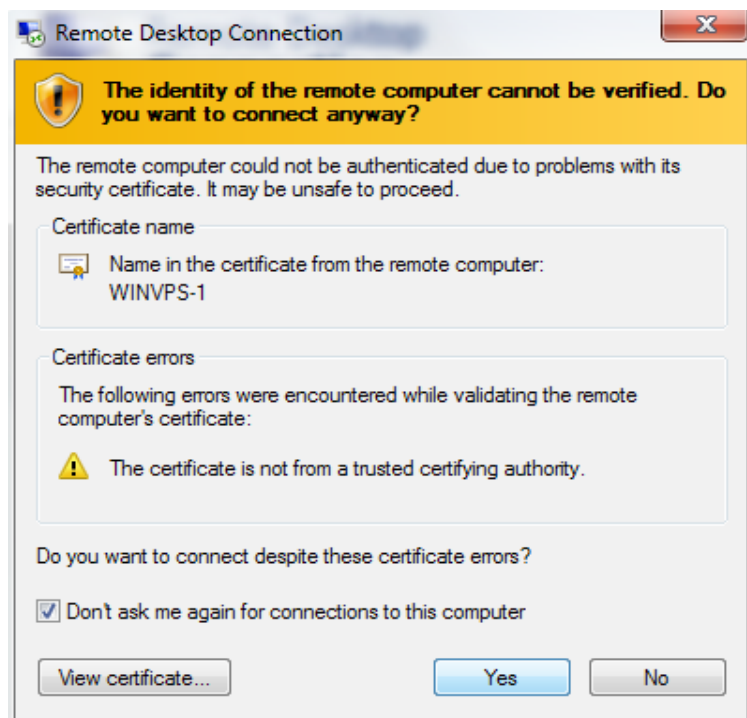 Remote Desktop Connection
The identity of the remote computer cannot be verified. Do
you want to connect anyway?
The remote computer could not be authenticated due to problems with its
security certificate. It may be unsafe to proceed.
Certificate name
Name in the certificate from the remote computer:
WINVPS-1
Certificate errors
The following errors were encountered while validating the remote
computer's certificate:
The certificate is not from a trusted certifying authority.
Do you want to connect despite these certificate errors?
Don't ask me again for connections to this computer
View certificate...
Yes
No